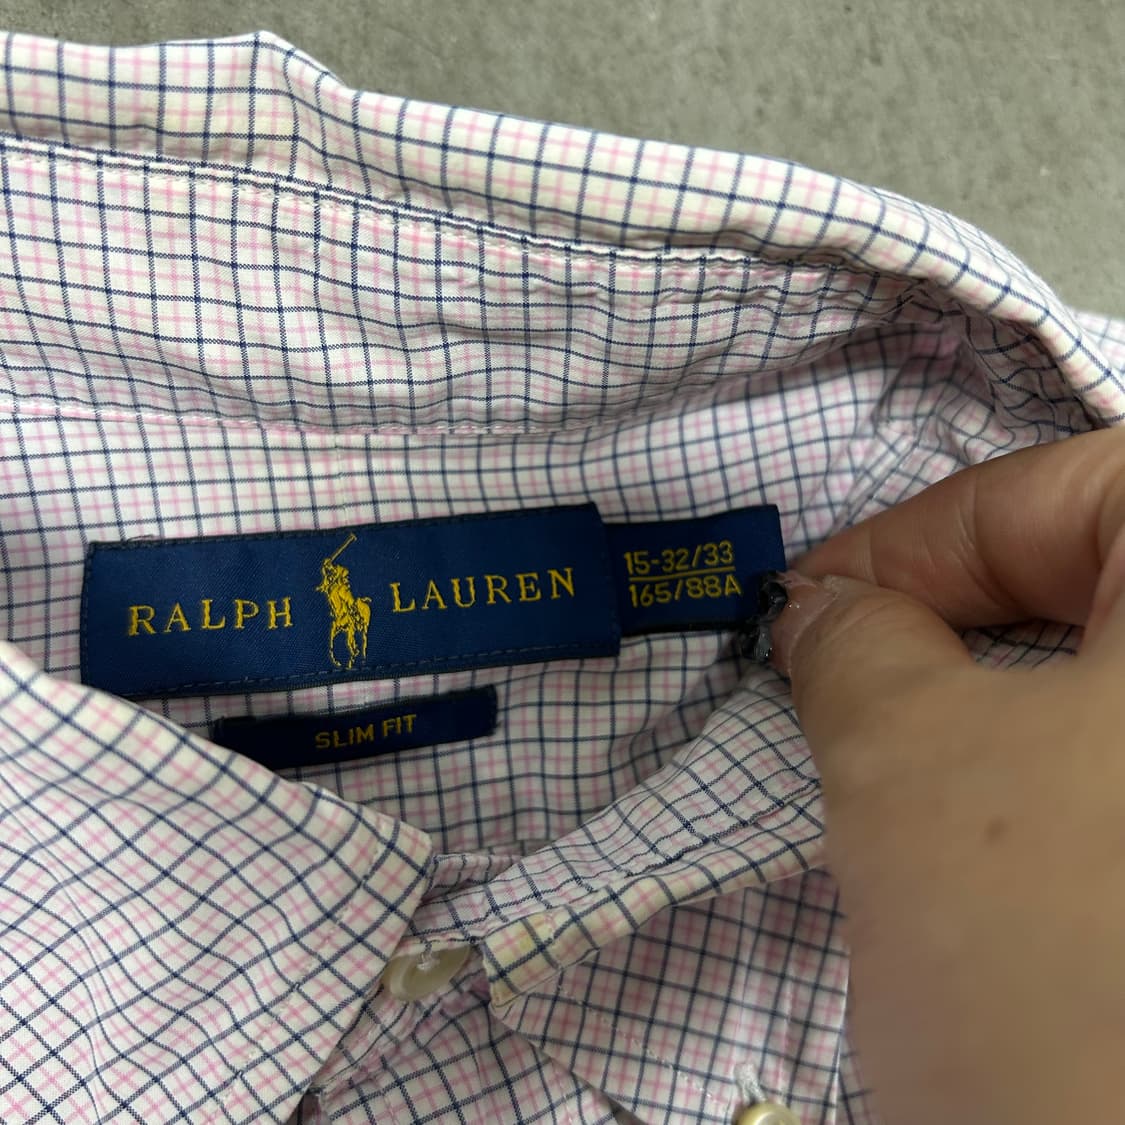 RALPH LAUREN
15-32/33
165/88A
SLIM FIT